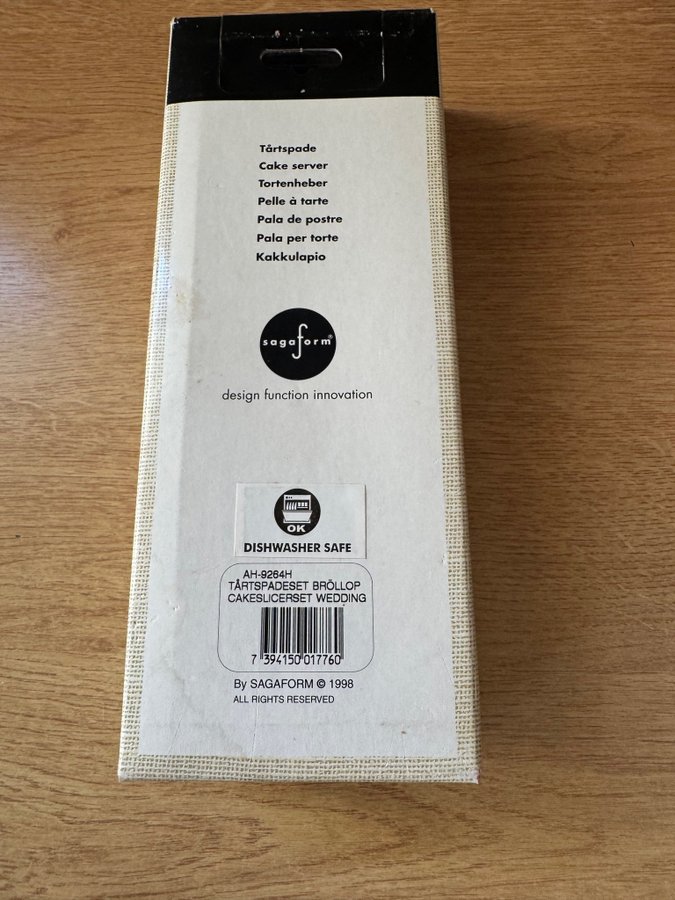 Tårtspade
Cake server
Tortenheber
Pelle à tarte
Pala de postre
Pala per torte
Kakkulapio
sagaform®
design function innovation
OK
DISHWASHER SAFE
AH-9264H
TÅRTSPADESET BRÖLLOP
CAKESLICERSET WEDDING
7 394150 017760
By SAGAFORM © 1998
ALL RIGHTS RESERVED